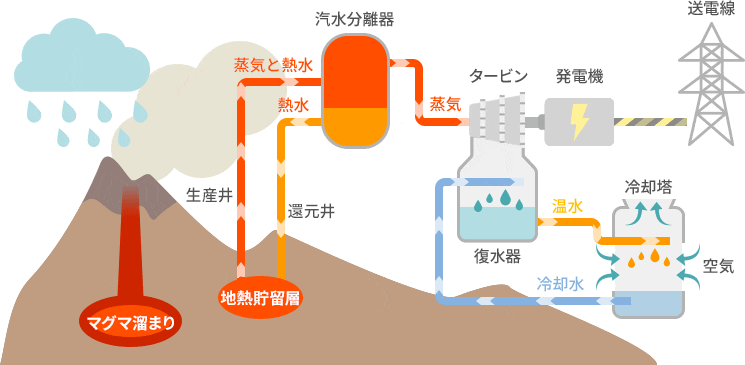 送電線
汽水分離器
蒸気と熱水
タービン
発電機
熱水
蒸気
生産井
還元井
冷却塔
温水
復水器
空気
冷却水
地熱貯留層
マグマ溜まり